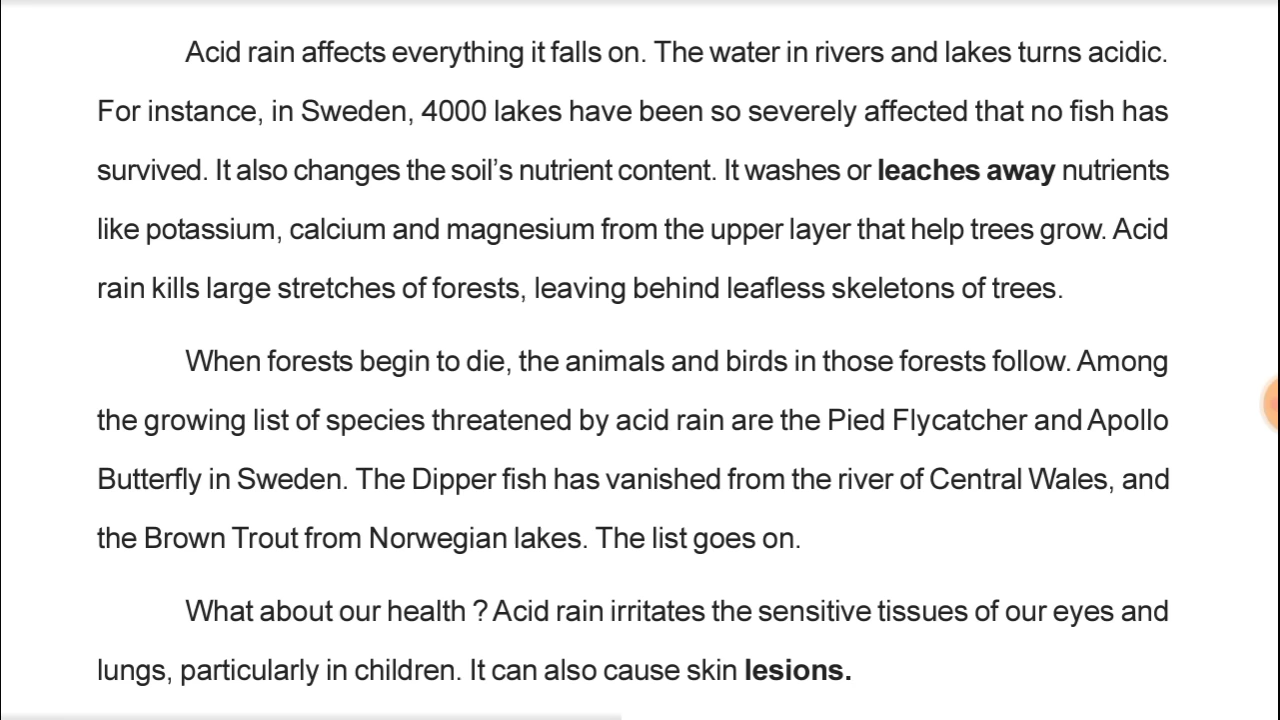 Acid rain affects everything it falls on. The water in rivers and lakes turns acidic.
For instance, in Sweden, 4000 lakes have been so severely affected that no fish has
survived. It also changes the soil's nutrient content. It washes or leaches away nutrients
like potassium, calcium and magnesium from the upper layer that help trees grow. Acid
rain kills large stretches of forests, leaving behind leafless skeletons of trees.
When forests begin to die, the animals and birds in those forests follow. Among
the growing list of species threatened by acid rain are the Pied Flycatcher and Apollo
Butterfly in Sweden. The Dipper fish has vanished from the river of Central Wales, and
the Brown Trout from Norwegian lakes. The list goes on.
What about our health ? Acid rain irritates the sensitive tissues of our eyes and
lungs, particularly in children. It can also cause skin lesions.